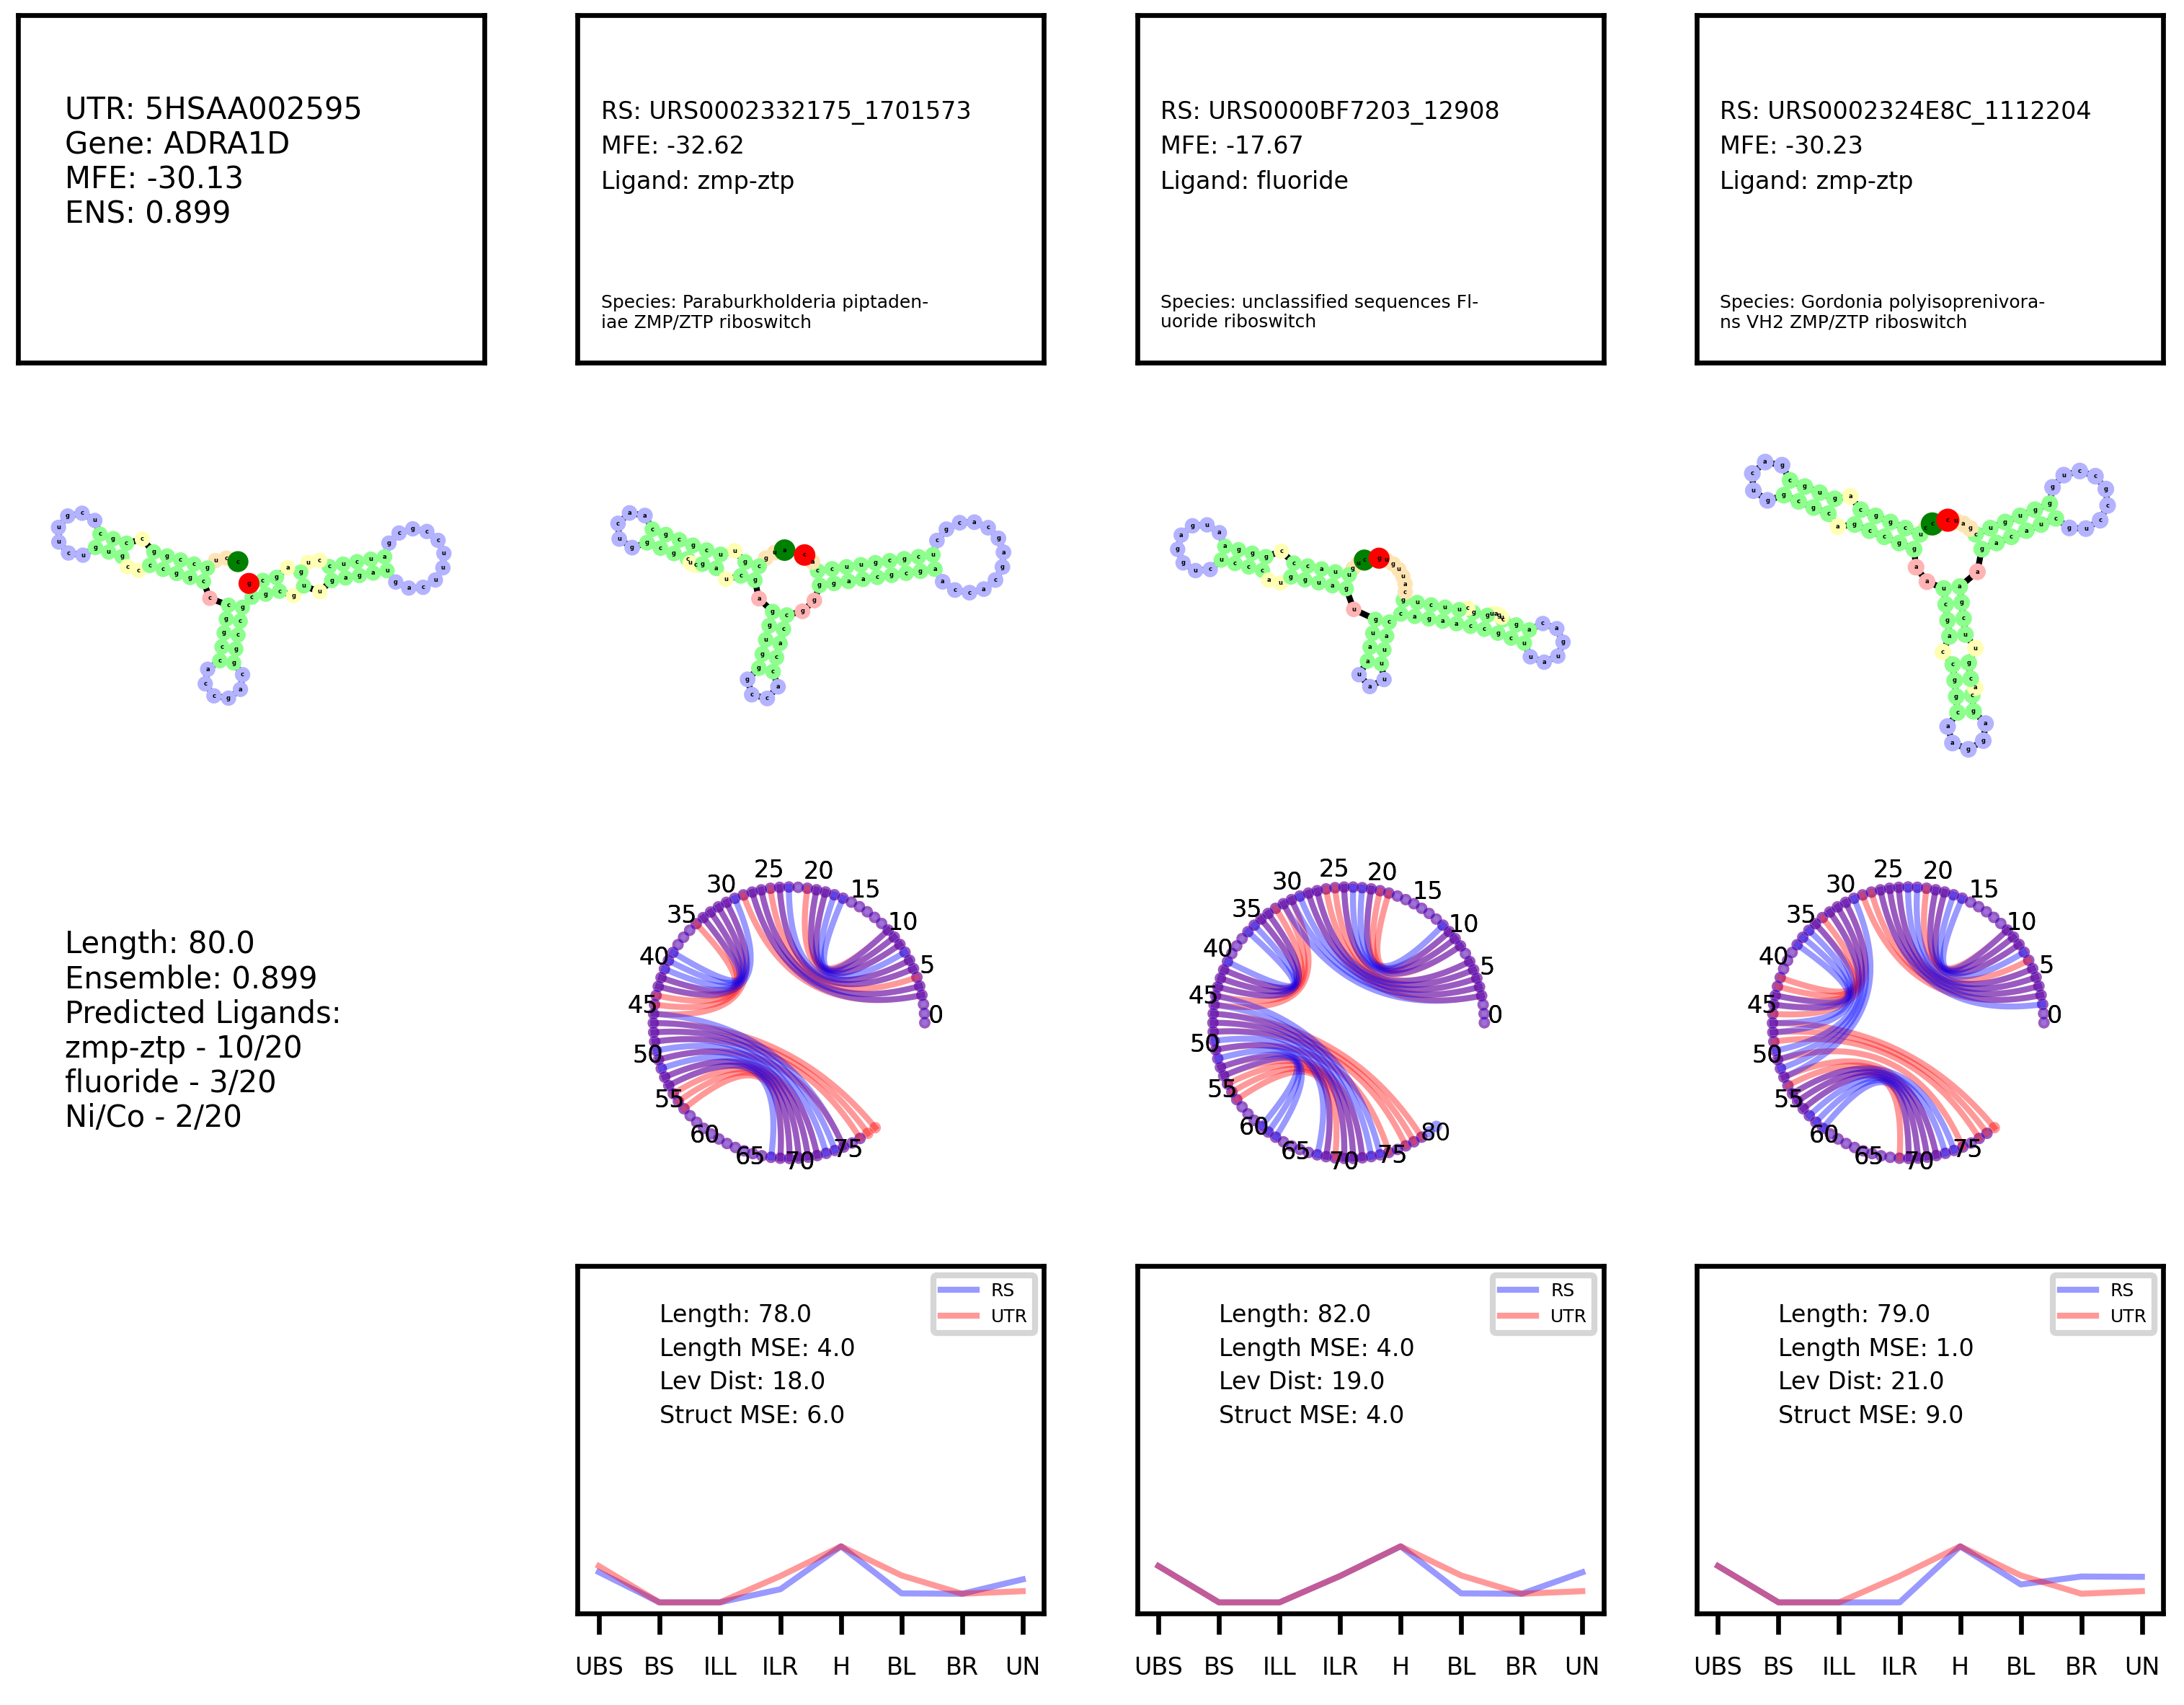 UTR: 5HSAA002595
Gene: ADRA1D
MFE: -30.13
ENS: 0.899
RS: URS0002332175_1701573
MFE: -32.62
Ligand: zmp-ztp
Species: Paraburkholderia piptaden-
iae ZMP/ZTP riboswitch
RS: URS0000BF7203_12908
MFE: -17.67
Ligand: fluoride
Species: unclassified sequences Fl-
uoride riboswitch
RS: URS0002324E8C_1112204
MFE: -30.23
Ligand: zmp-ztp
Species: Gordonia polyisoprenivora-
ns VH2 ZMP/ZTP riboswitch
Length: 80.0
Ensemble: 0.899
Predicted Ligands:
zmp-ztp - 10/20
fluoride - 3/20
Ni/Co - 2/20
0
5
10
15
20
25
30
35
40
45
50
55
60
65
70
75
0
5
10
15
20
25
30
35
40
45
50
55
60
65
70
75
80
0
5
10
15
20
25
30
35
40
45
50
55
60
65
70
75
RS
UTR
Length: 78.0
Length MSE: 4.0
Lev Dist: 18.0
Struct MSE: 6.0
UBS BS ILL ILR H BL BR UN
RS
UTR
Length: 82.0
Length MSE: 4.0
Lev Dist: 19.0
Struct MSE: 4.0
UBS BS ILL ILR H BL BR UN
RS
UTR
Length: 79.0
Length MSE: 1.0
Lev Dist: 21.0
Struct MSE: 9.0
UBS BS ILL ILR H BL BR UN